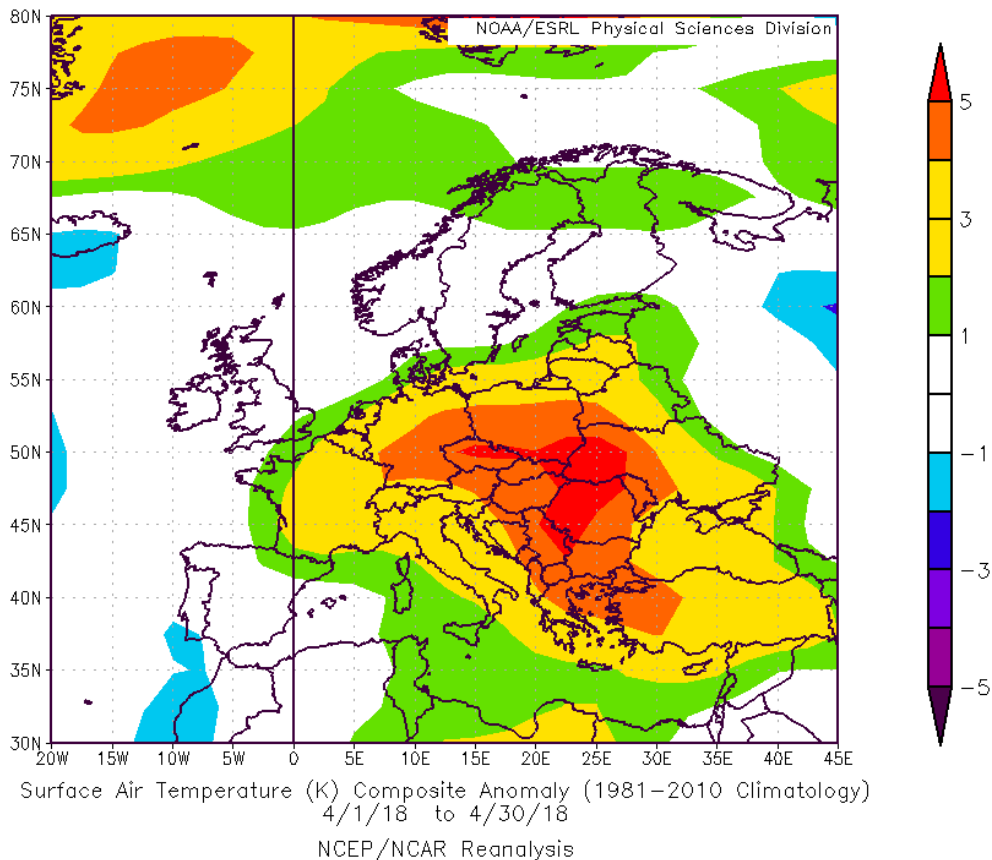 NOAA/ESRL Physical Sciences Division
80N
75N
70N
65N
60N
55N
50N
45N
40N
35N
30N
20W 15W 10W 5W 0 5E 10E 15E 20E 25E 30E 35E 40E 45E
5
3
1
-1
-3
-5
Surface Air Temperature (K) Composite Anomaly (1981-2010 Climatology)
4/1/18 to 4/30/18
NCEP/NCAR Reanalysis